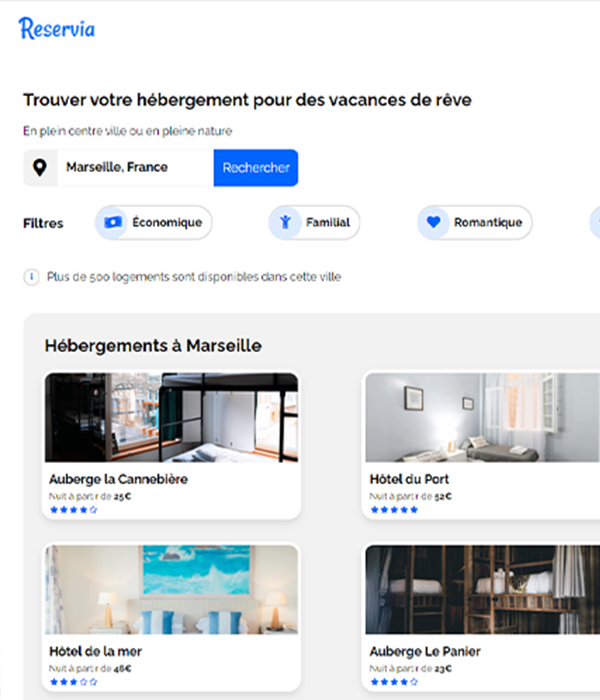 Reservia
Trouver votre hébergement pour des vacances de rêve
En plein centre ville ou en pleine nature
Marseille, France
Rechercher
Filtres
Économique
Familial
Romantique
Plus de 500 logements sont disponibles dans cette ville
Hébergements à Marseille
Auberge la Cannebière
Nuit à partir de 25€
Hôtel du Port
Nuit à partir de 52€
Hôtel de la mer
Nuit à partir de 46€
Auberge Le Panier
Nuit à partir de 23€